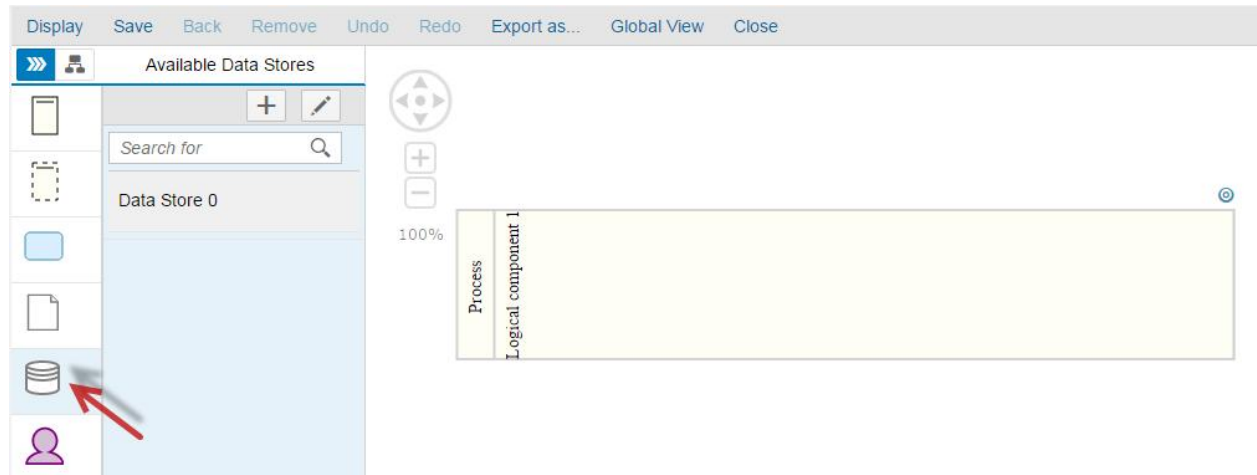 Display Save Back Remove Undo Redo Export as... Global View Close
Available Data Stores
Search for
Data Store 0
100%
Process
Logical component 1